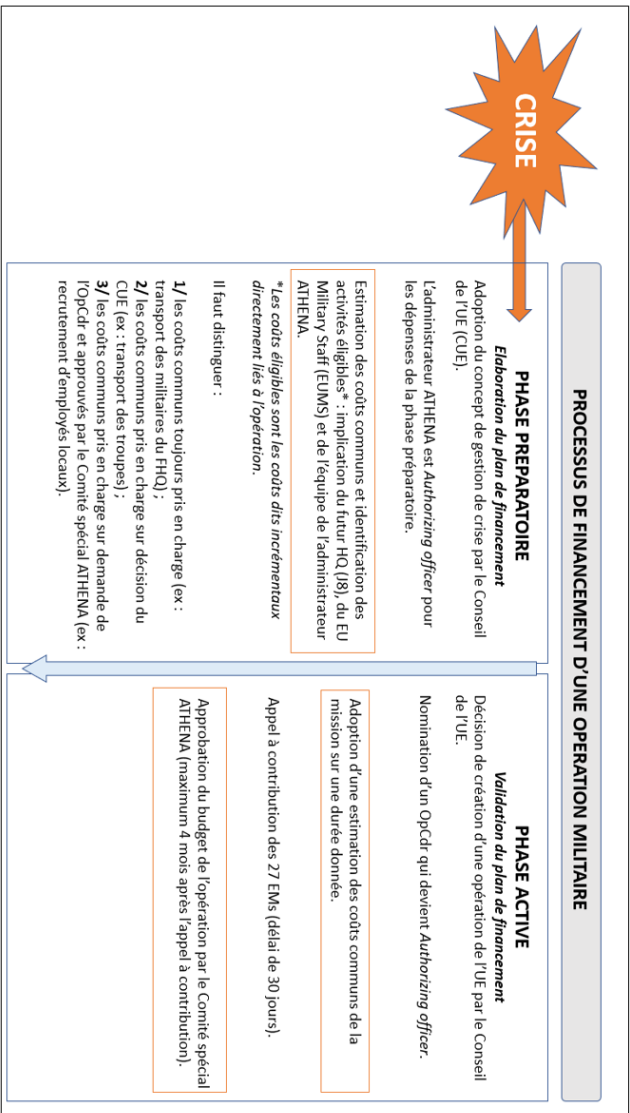 PROCESSUS DE FINANCEMENT D'UNE OPERATION MILITAIRE
CRISE
PHASE PREPARATOIRE
Elaboration du plan de financement
Adoption du concept de gestion de crise par le Conseil
de l'UE (CUE).
L'administrateur ATHENA est Authorizing officer pour
les dépenses de la phase préparatoire.
Estimation des coûts communs et identification des
activités éligibles* : implication du futur HQ (J8), du EU
Military Staff (EUMS) et de l'équipe de l'administrateur
ATHENA.
*Les coûts éligibles sont les coûts dits incrémentaux
directement liés à l'opération.
Il faut distinguer :
1/ les coûts communs toujours pris en charge (ex :
transport des militaires du FHQ) ;
2/ les coûts communs pris en charge sur décision du
CUE (ex : transport des troupes) ;
3/ les coûts communs pris en charge sur demande de
l'OpCdr et approuvés par le Comité spécial ATHENA (ex :
recrutement d'employés locaux).
PHASE ACTIVE
Validation du plan de financement
Décision de création d'une opération de l'UE par le Conseil
de l'UE.
Nomination d'un OpCdr qui devient Authorizing officer.
Adoption d'une estimation des coûts communs de la
mission sur une durée donnée.
Appel à contribution des 27 EMs (délai de 30 jours).
Approbation du budget de l'opération par le Comité spécial
ATHENA (maximum 4 mois après l'appel à contribution).